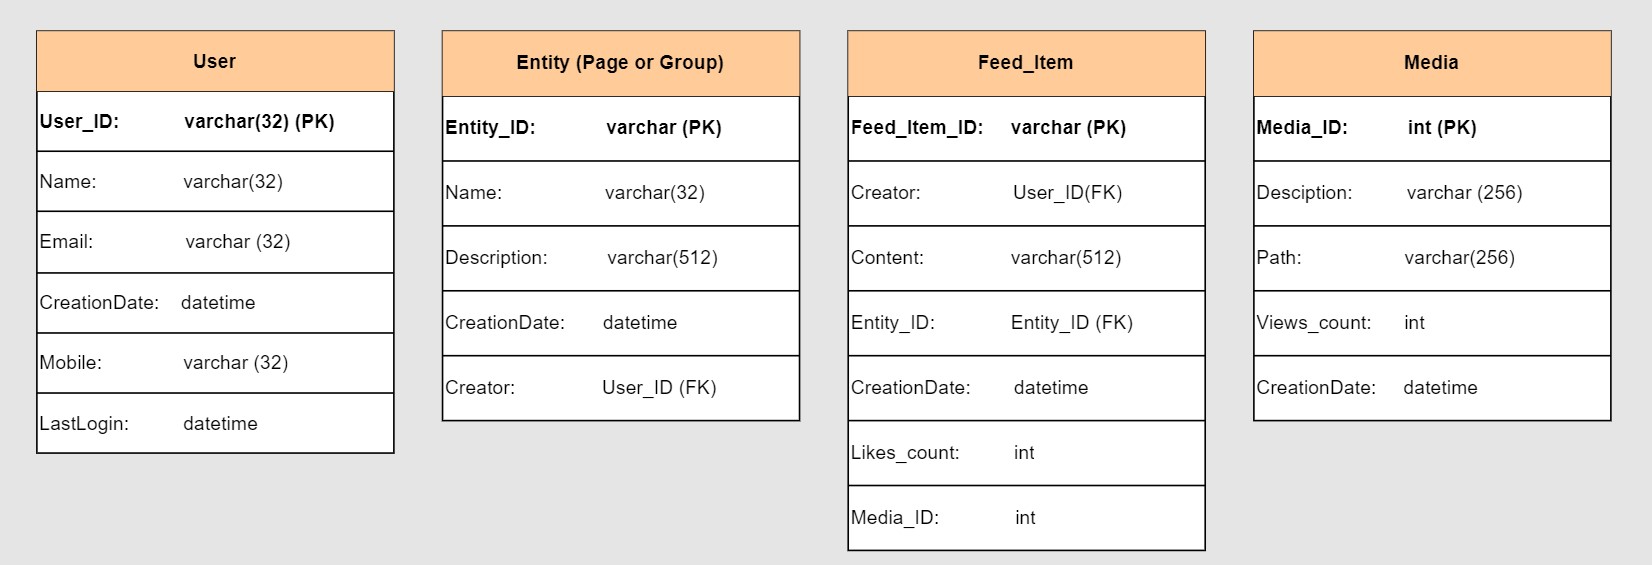 User
User_ID: varchar(32) (PK)
Name: varchar(32)
Email: varchar (32)
CreationDate: datetime
Mobile: varchar (32)
LastLogin: datetime
Entity (Page or Group)
Entity_ID: varchar (PK)
Name: varchar(32)
Description: varchar(512)
CreationDate: datetime
Creator: User_ID (FK)
Feed_Item
Feed_Item_ID: varchar (PK)
Creator: User_ID(FK)
Content: varchar(512)
Entity_ID: Entity_ID (FK)
CreationDate: datetime
Likes_count: int
Media_ID: int
Media
Media_ID: int (PK)
Desciption: varchar (256)
Path: varchar(256)
Views_count: int
CreationDate: datetime